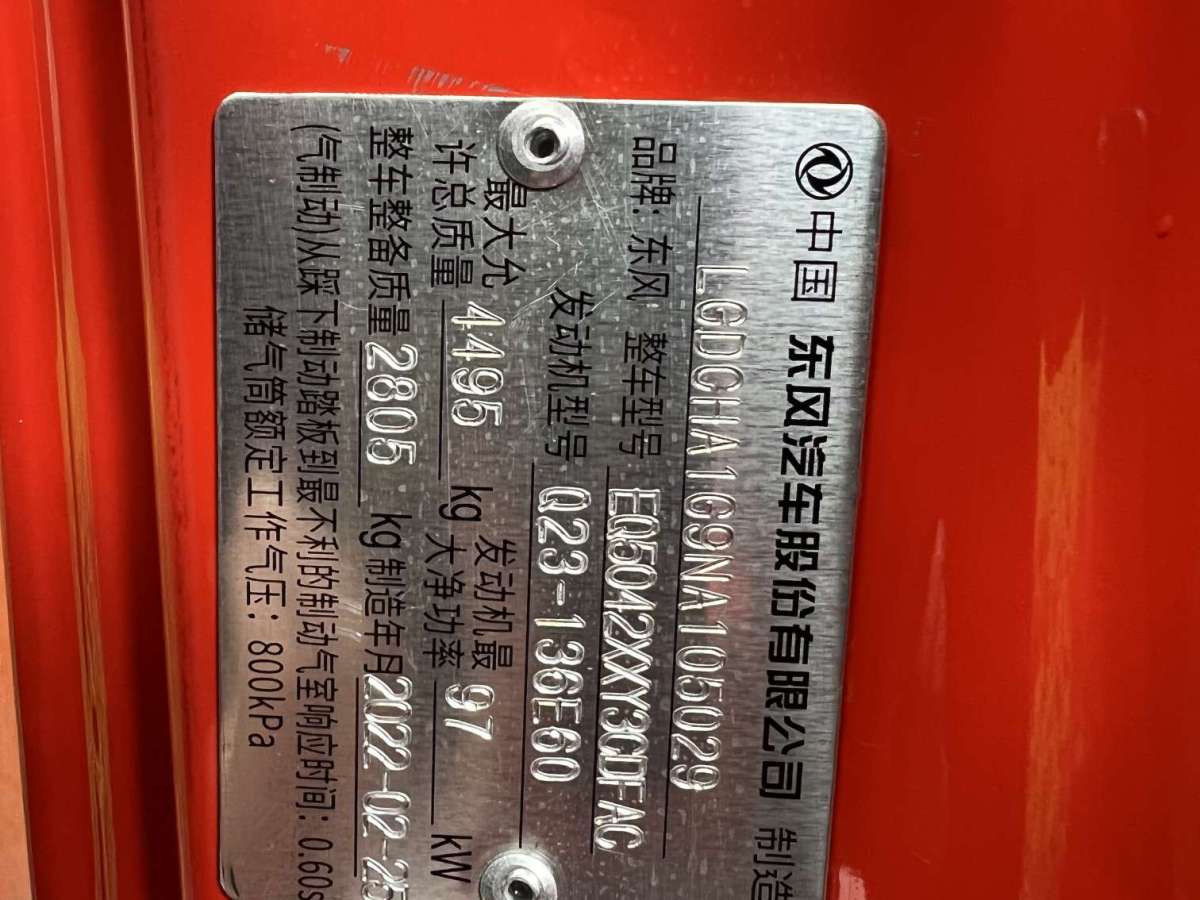 中国 东风汽车股份有限公司 制造
LGDCHA1G9NA105029
品牌: 东风 整车型号 EQ5042XXY3CDFAC
发动机型号 Q23-136E60
最大允许总质量 4495 kg 发动机最大净功率 97 kW
整车整备质量 2805 kg 制造年月 2022-02-25
(气制动)从踩下制动踏板到最不利的制动气室响应时间: 0.60s
储气筒额定工作气压: 800kPa